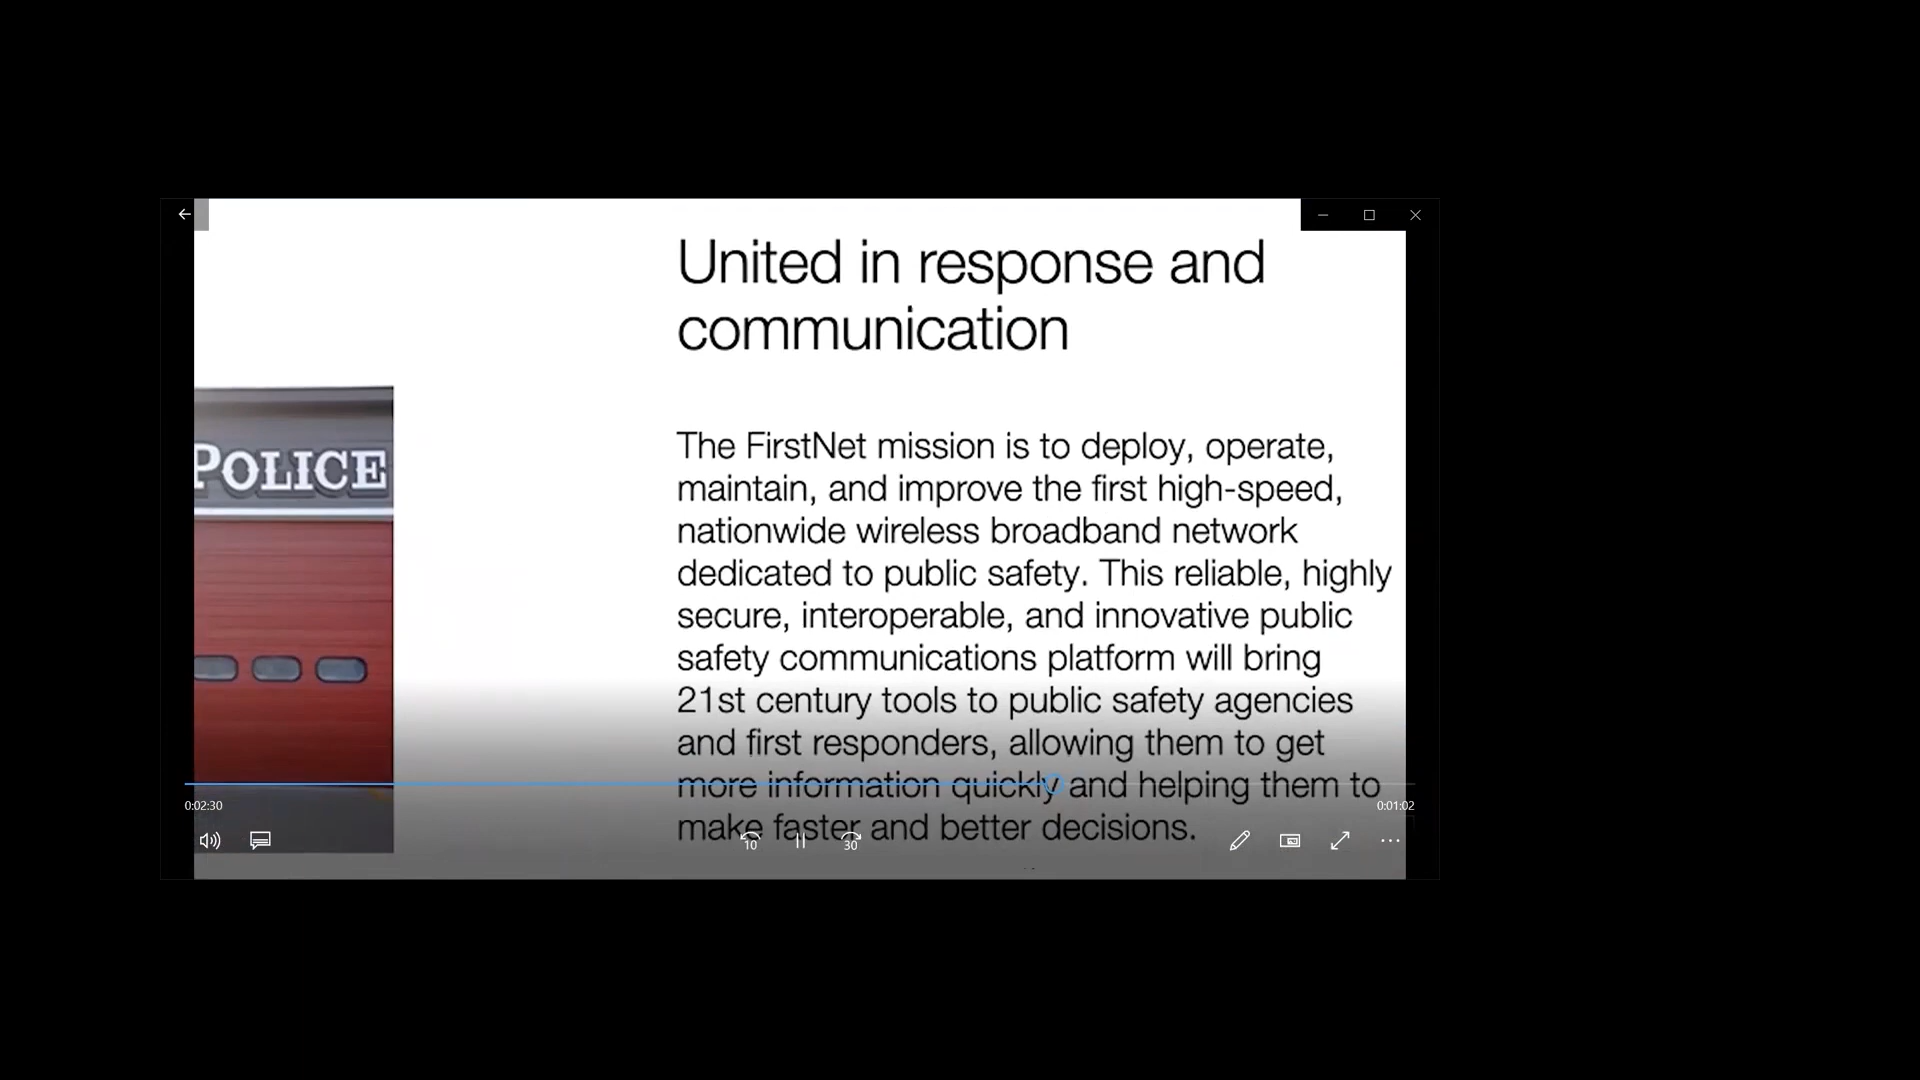 United in response and
communication
POLICE
The FirstNet mission is to deploy, operate,
maintain, and improve the first high-speed,
nationwide wireless broadband network
dedicated to public safety. This reliable, highly
secure, interoperable, and innovative public
safety communications platform will bring
21st century tools to public safety agencies
and first responders, allowing them to get
more information quickly and helping them to
make faster and better decisions.
0:02:30
0:01:02
10
30